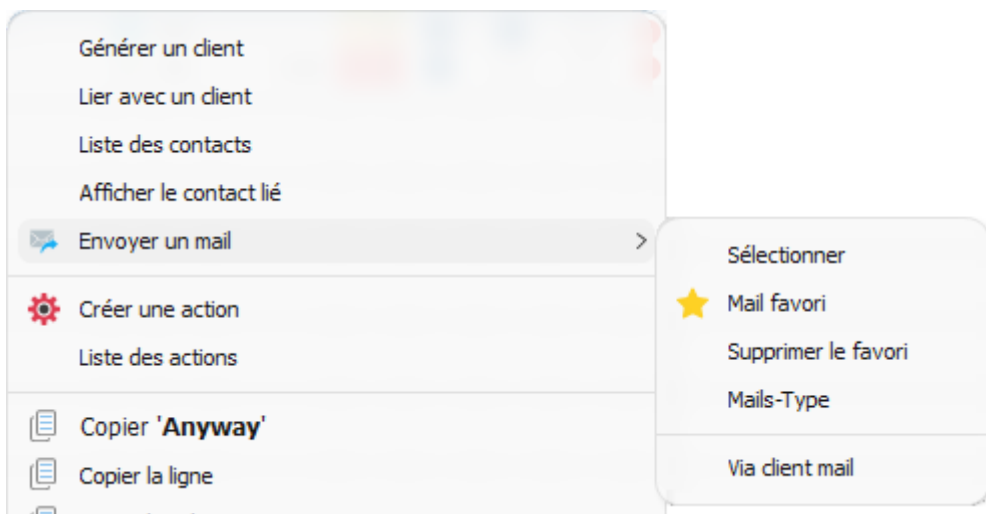 Générer un client
Lier avec un client
Liste des contacts
Afficher le contact lié
Envoyer un mail
Créer une action
Liste des actions
Copier 'Anyway'
Copier la ligne
Sélectionner
Mail favori
Supprimer le favori
Mails-Type
Via client mail